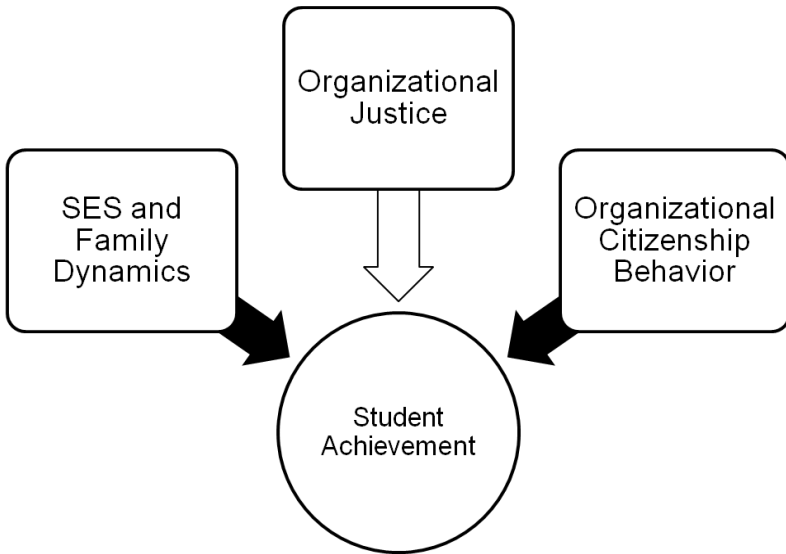 Organizational
Justice
SES and
Family
Dynamics
Organizational
Citizenship
Behavior
Student
Achievement